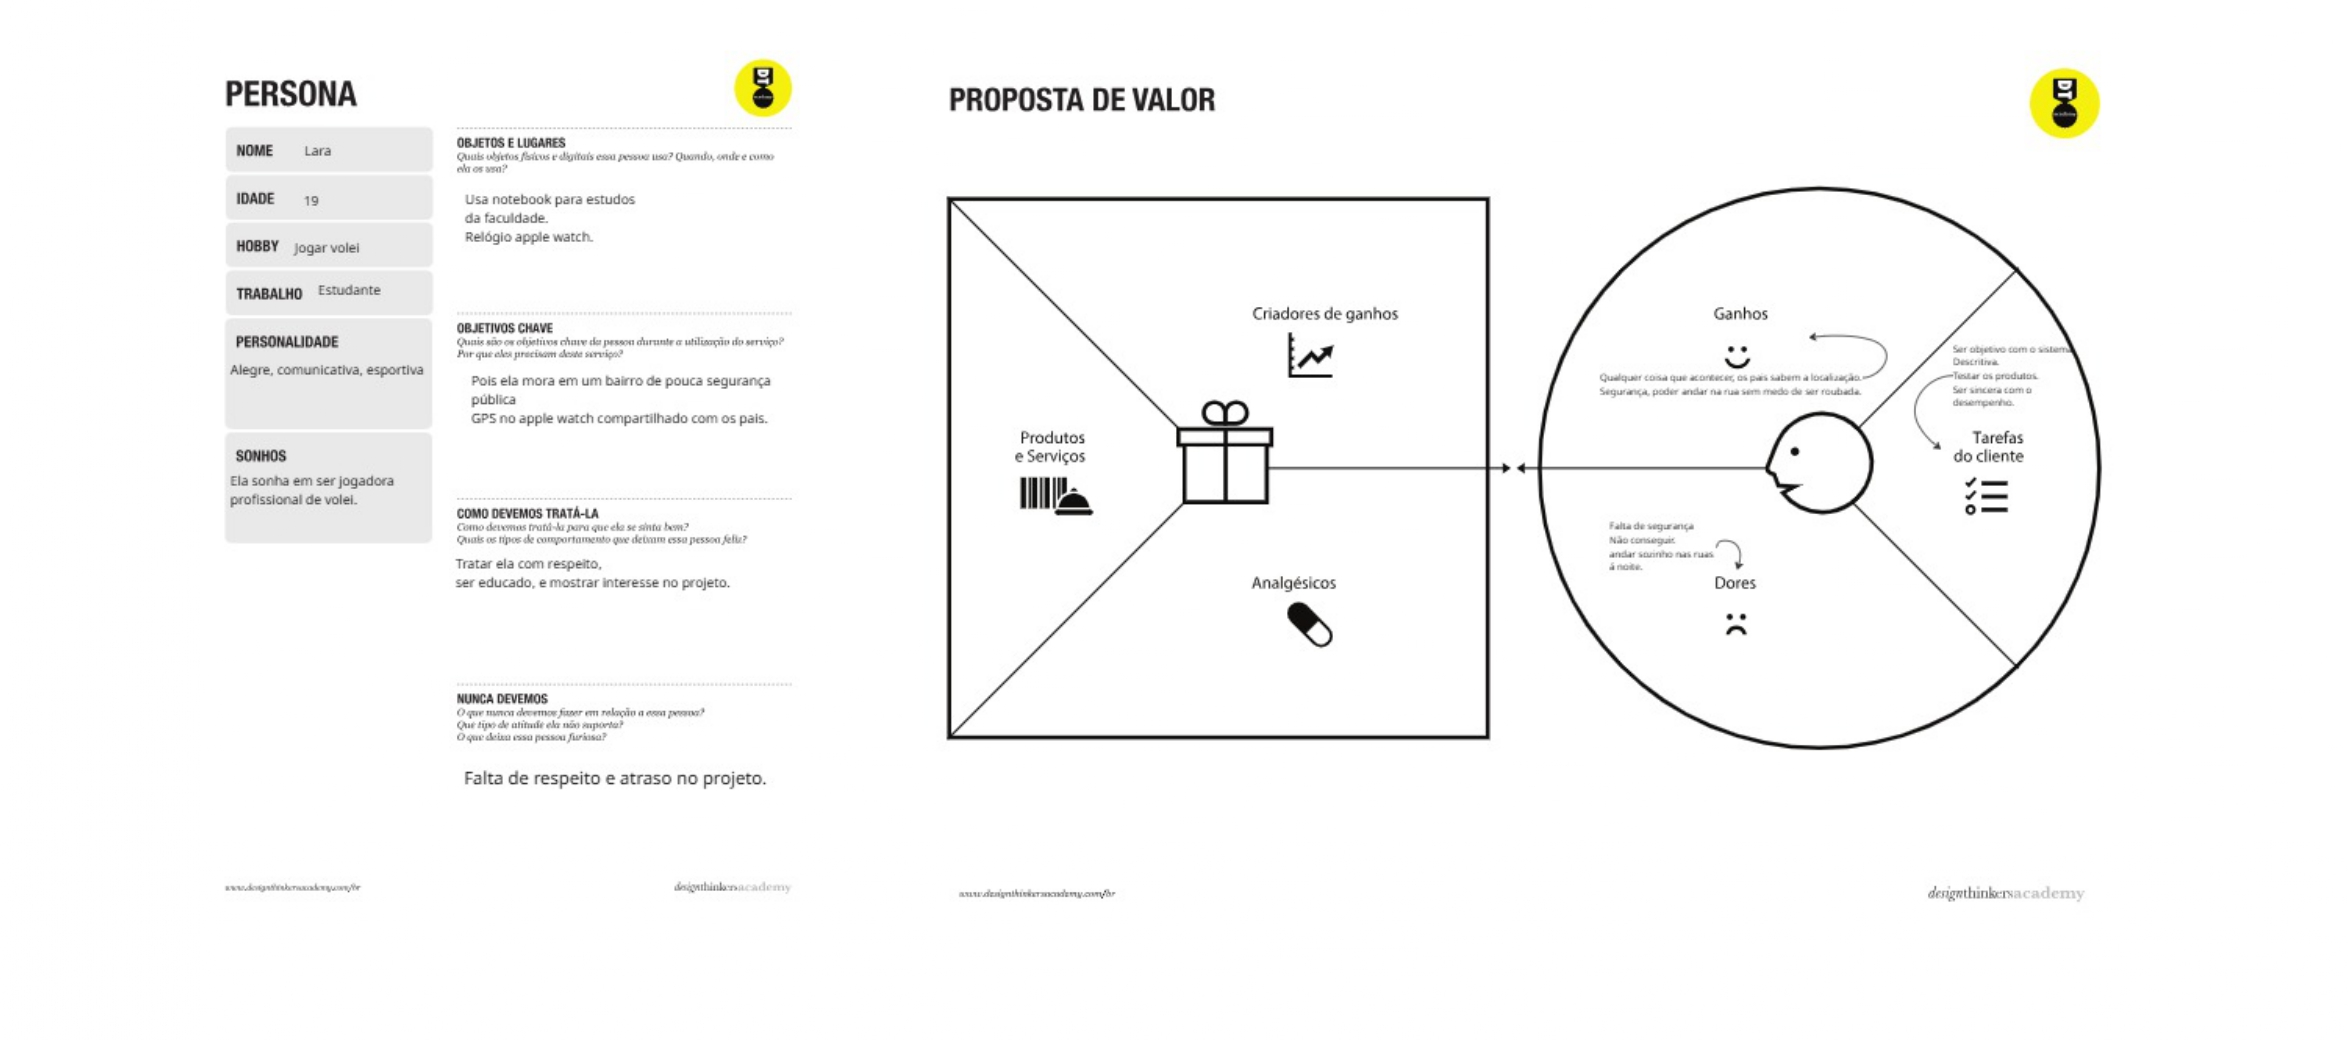 PERSONA
NOME Lara
IDADE 19
HOBBY Jogar volei
TRABALHO Estudante
PERSONALIDADE
Alegre, comunicativa, esportiva
SONHOS
Ela sonha em ser jogadora
profissional de volei.
OBJETOS E LUGARES
Quais objetos físicos e digitais essa pessoa usa? Quando, onde e como
ela os usa?
Usa notebook para estudos
da faculdade.
Relógio apple watch.
OBJETIVOS CHAVE
Quais são os objetivos chave da pessoa durante a utilização do serviço?
Por que eles precisam deste serviço?
Pois ela mora em um bairro de pouca segurança
pública
GPS no apple watch compartilhado com os pais.
COMO DEVEMOS TRATÁ-LA
Como devemos tratá-la para que ela se sinta bem?
Quais os tipos de comportamento que deixam essa pessoa feliz?
Tratar ela com respeito,
ser educado, e mostrar interesse no projeto.
NUNCA DEVEMOS
O que nunca devemos fazer em relação a essa pessoa?
Que tipo de atitude ela não suporta?
O que deixa essa pessoa furiosa?
Falta de respeito e atraso no projeto.
www.designthinkersacademy.com/br
designthinkersacademy
DT
PROPOSTA DE VALOR
DT
academy
Criadores de ganhos
Produtos
e Serviços
Analgésicos
Ganhos
Qualquer coisa que acontecer, os pais sabem a localização.
Segurança, poder andar na rua sem medo de ser roubada.
Ser objetivo com o sistema
Descritiva.
Testar os produtos.
Ser sincera com o
desempenho.
Tarefas
do cliente
Falta de segurança
Não conseguir.
andar sozinho nas ruas
á noite.
Dores
www.designthinkersacademy.com/br
designthinkersacademy